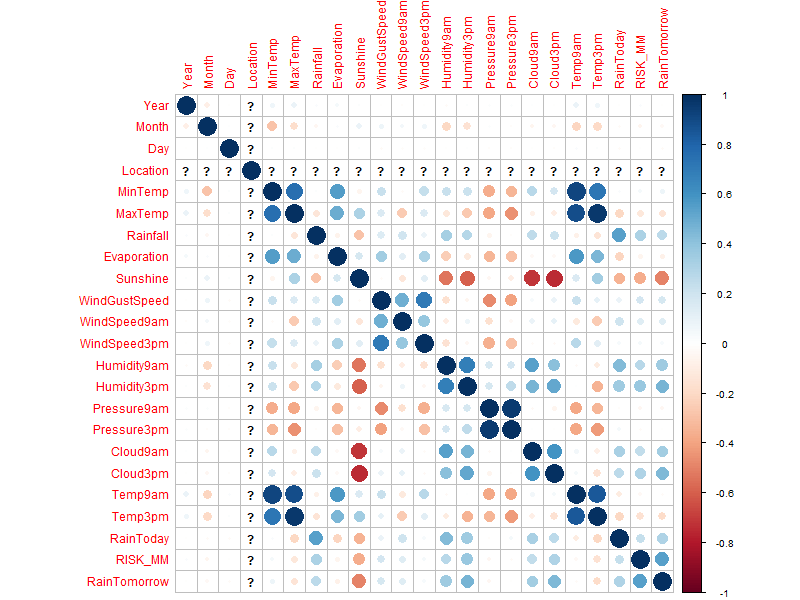 Year Month Day Location MinTemp MaxTemp Rainfall Evaporation Sunshine WindGustSpeed WindSpeed9am WindSpeed3pm Humidity9am Humidity3pm Pressure9am Pressure3pm Cloud9am Cloud3pm Temp9am Temp3pm RainToday RISK_MM RainTomorrow
Year ?
Month ?
Day ?
Location ? ? ? ? ? ? ? ? ? ? ? ? ? ? ? ? ? ? ? ? ? ?
MinTemp ?
MaxTemp ?
Rainfall ?
Evaporation ?
Sunshine ?
WindGustSpeed ?
WindSpeed9am ?
WindSpeed3pm ?
Humidity9am ?
Humidity3pm ?
Pressure9am ?
Pressure3pm ?
Cloud9am ?
Cloud3pm ?
Temp9am ?
Temp3pm ?
RainToday ?
RISK_MM ?
RainTomorrow ?
1
0.8
0.6
0.4
0.2
0
-0.2
-0.4
-0.6
-0.8
-1